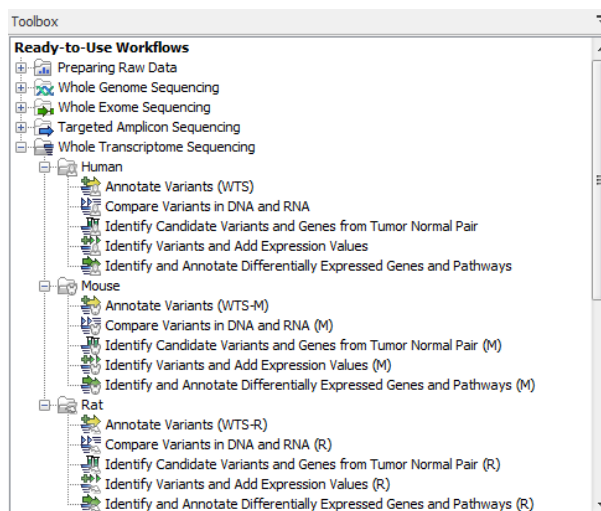 Toolbox
Ready-to-Use Workflows
Preparing Raw Data
Whole Genome Sequencing
Whole Exome Sequencing
Targeted Amplicon Sequencing
Whole Transcriptome Sequencing
Human
Annotate Variants (WTS)
Compare Variants in DNA and RNA
Identify Candidate Variants and Genes from Tumor Normal Pair
Identify Variants and Add Expression Values
Identify and Annotate Differentially Expressed Genes and Pathways
Mouse
Annotate Variants (WTS-M)
Compare Variants in DNA and RNA (M)
Identify Candidate Variants and Genes from Tumor Normal Pair (M)
Identify Variants and Add Expression Values (M)
Identify and Annotate Differentially Expressed Genes and Pathways (M)
Rat
Annotate Variants (WTS-R)
Compare Variants in DNA and RNA (R)
Identify Candidate Variants and Genes from Tumor Normal Pair (R)
Identify Variants and Add Expression Values (R)
Identify and Annotate Differentially Expressed Genes and Pathways (R)